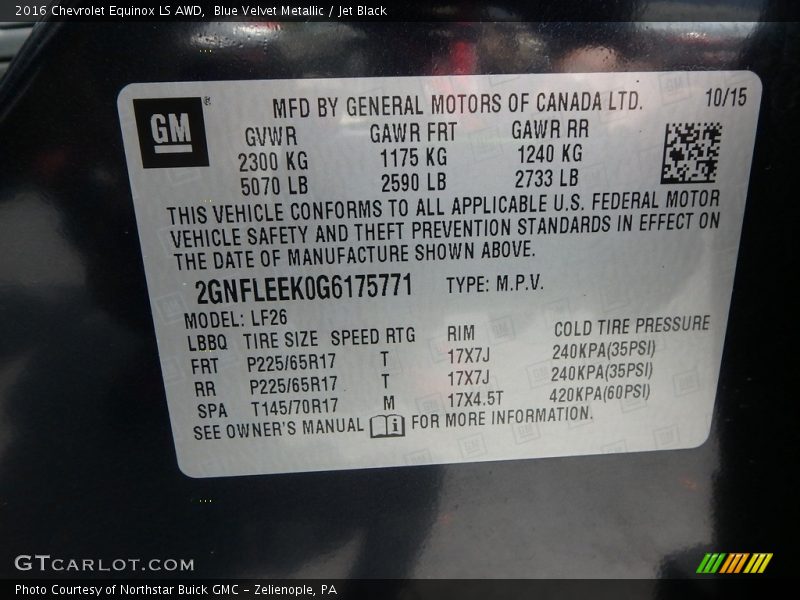 2016 Chevrolet Equinox LS AWD,  Blue Velvet Metallic / Jet Black
GM ®
MFD BY GENERAL MOTORS OF CANADA LTD. 10/15
GVWR GAWR FRT GAWR RR
2300 KG 1175 KG 1240 KG
5070 LB 2590 LB 2733 LB
THIS VEHICLE CONFORMS TO ALL APPLICABLE U.S. FEDERAL MOTOR
VEHICLE SAFETY AND THEFT PREVENTION STANDARDS IN EFFECT ON
THE DATE OF MANUFACTURE SHOWN ABOVE.
2GNFLEEK0G6175771 TYPE: M.P.V.
MODEL: LF26
LBBQ TIRE SIZE SPEED RTG RIM COLD TIRE PRESSURE
FRT P225/65R17 T 17X7J 240KPA(35PSI)
RR P225/65R17 T 17X7J 240KPA(35PSI)
SPA T145/70R17 M 17X4.5T 420KPA(60PSI)
SEE OWNER'S MANUAL i FOR MORE INFORMATION.
GTCARLOT.COM
Photo Courtesy of Northstar Buick GMC - Zelienople, PA